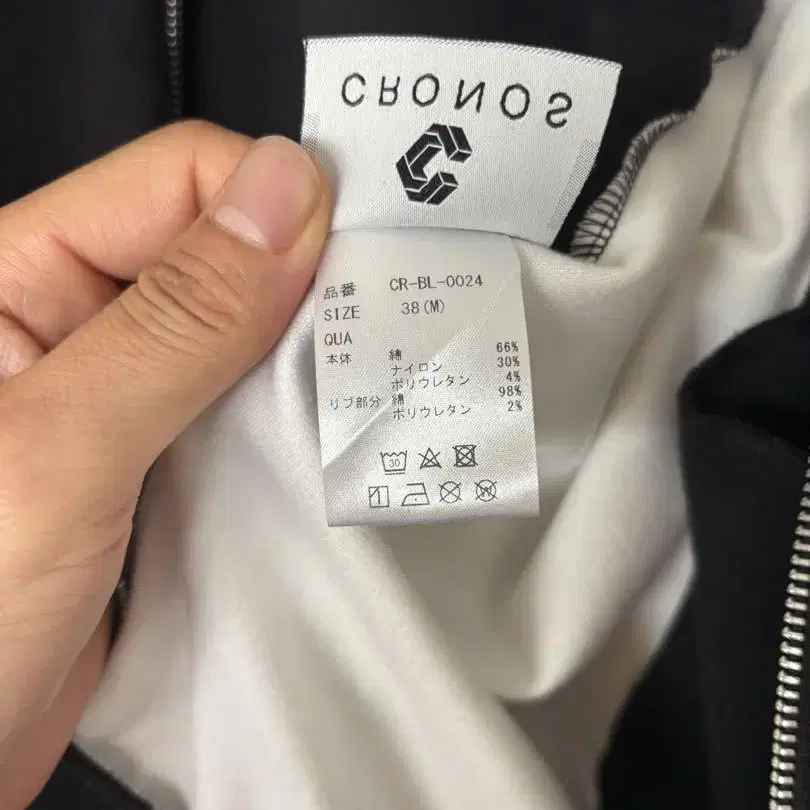 CRONOS
品番 CR-BL-0024
SIZE 38(M)
QUA
本体 綿 66%
ナイロン 30%
ポリウレタン 4%
リブ部分 綿 98%
ポリウレタン 2%
30
W